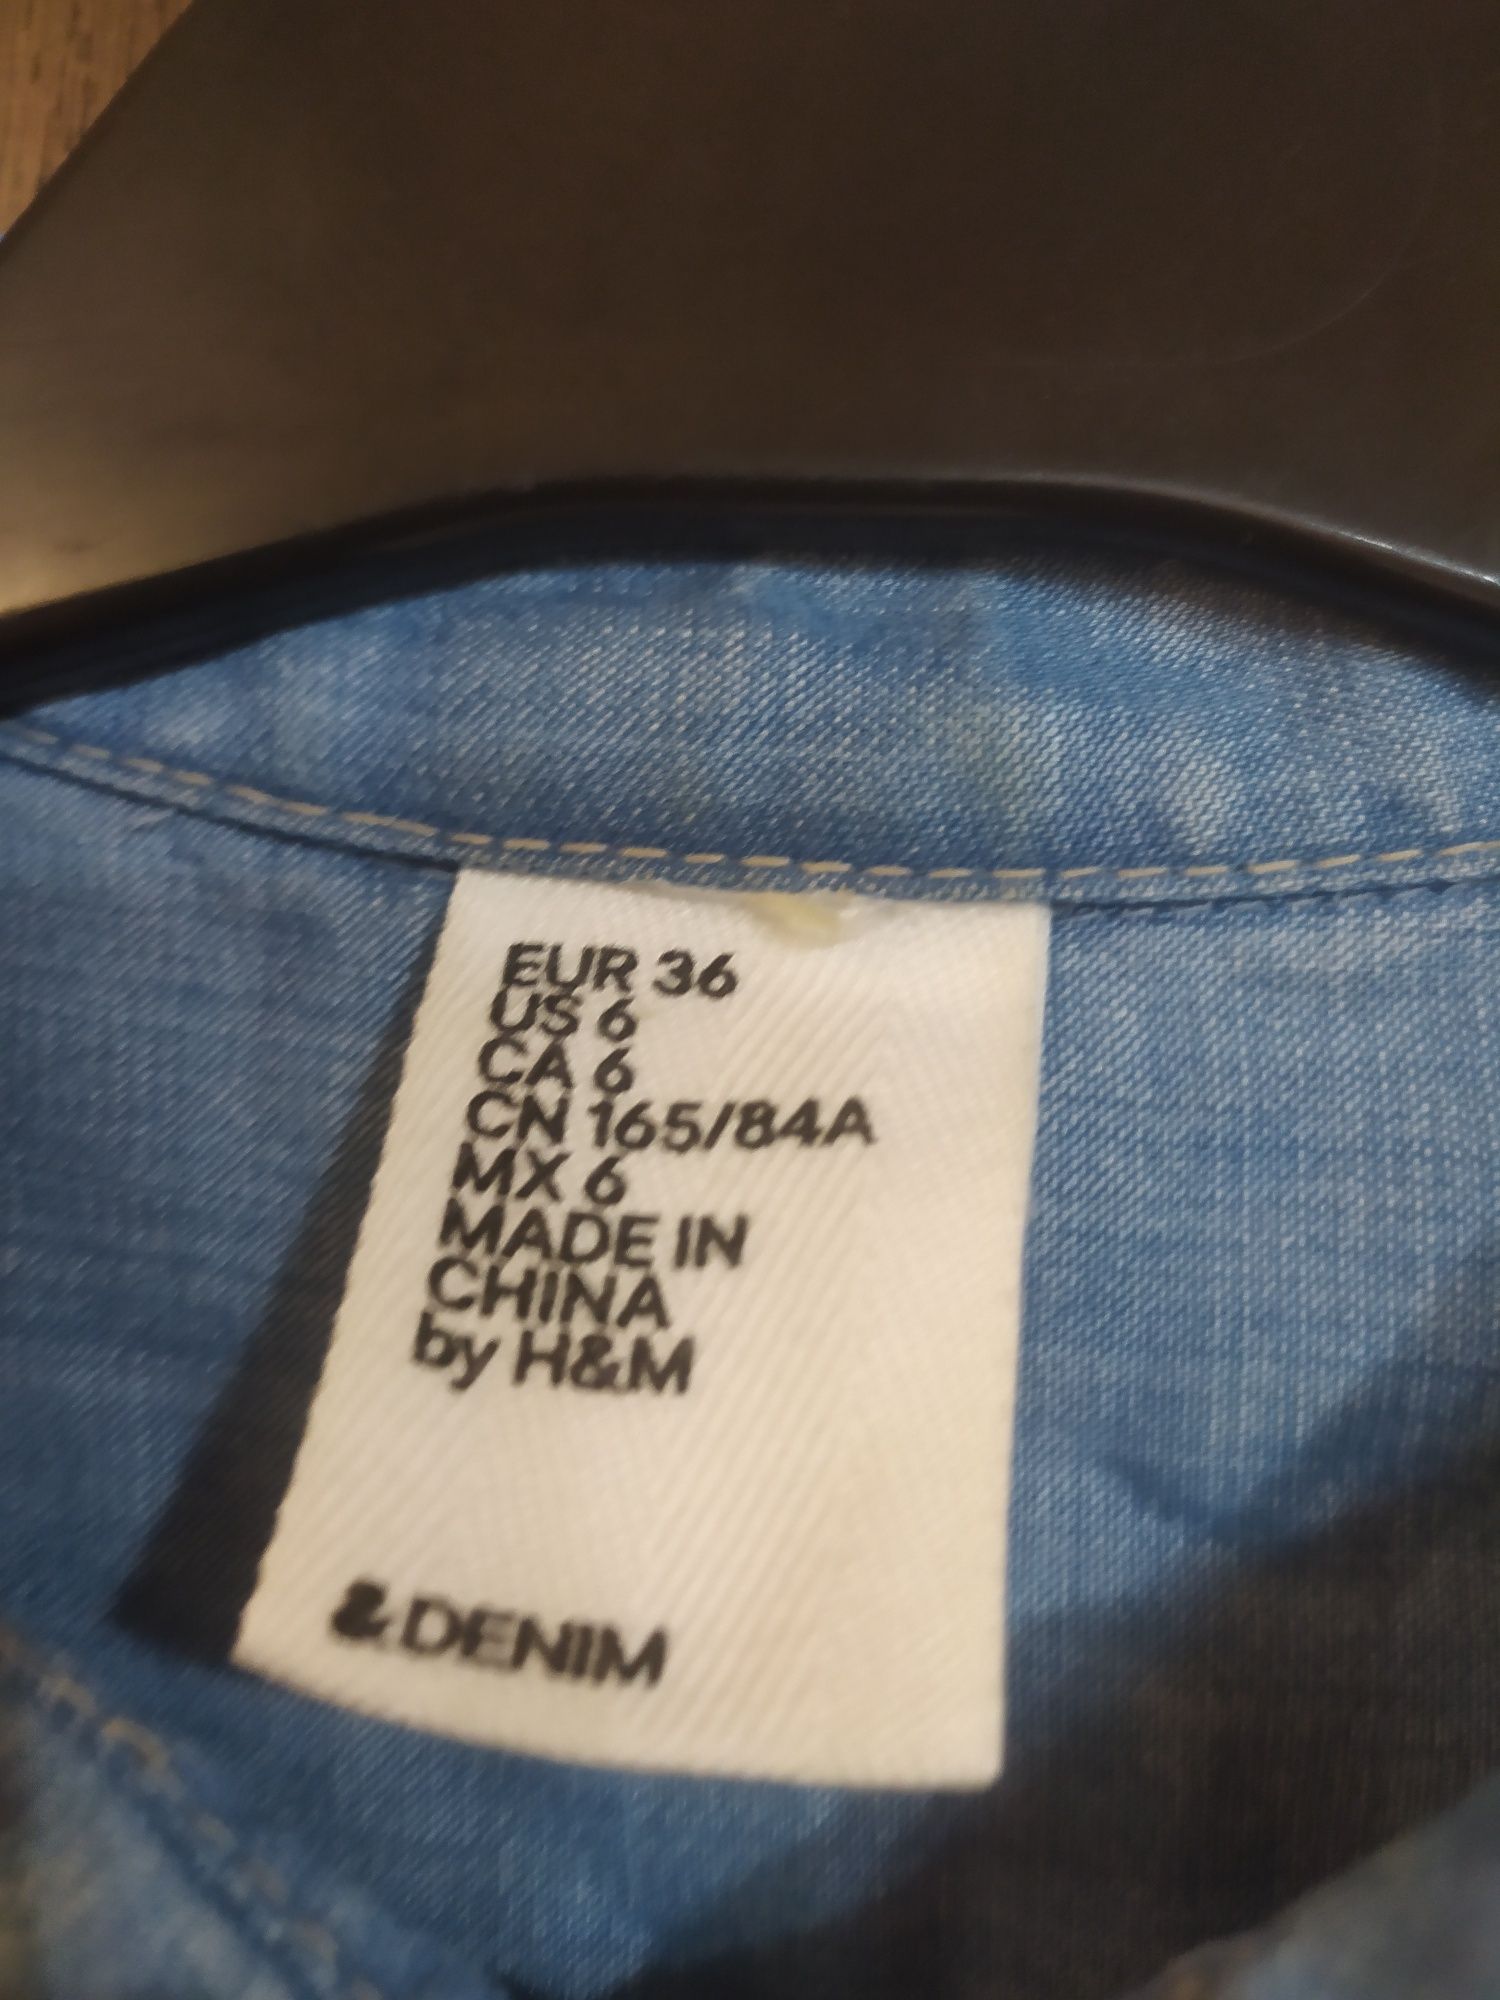 EUR 36
US 6
CA 6
CN 165/84A
MX 6
MADE IN
CHINA
by H&M
& DENIM